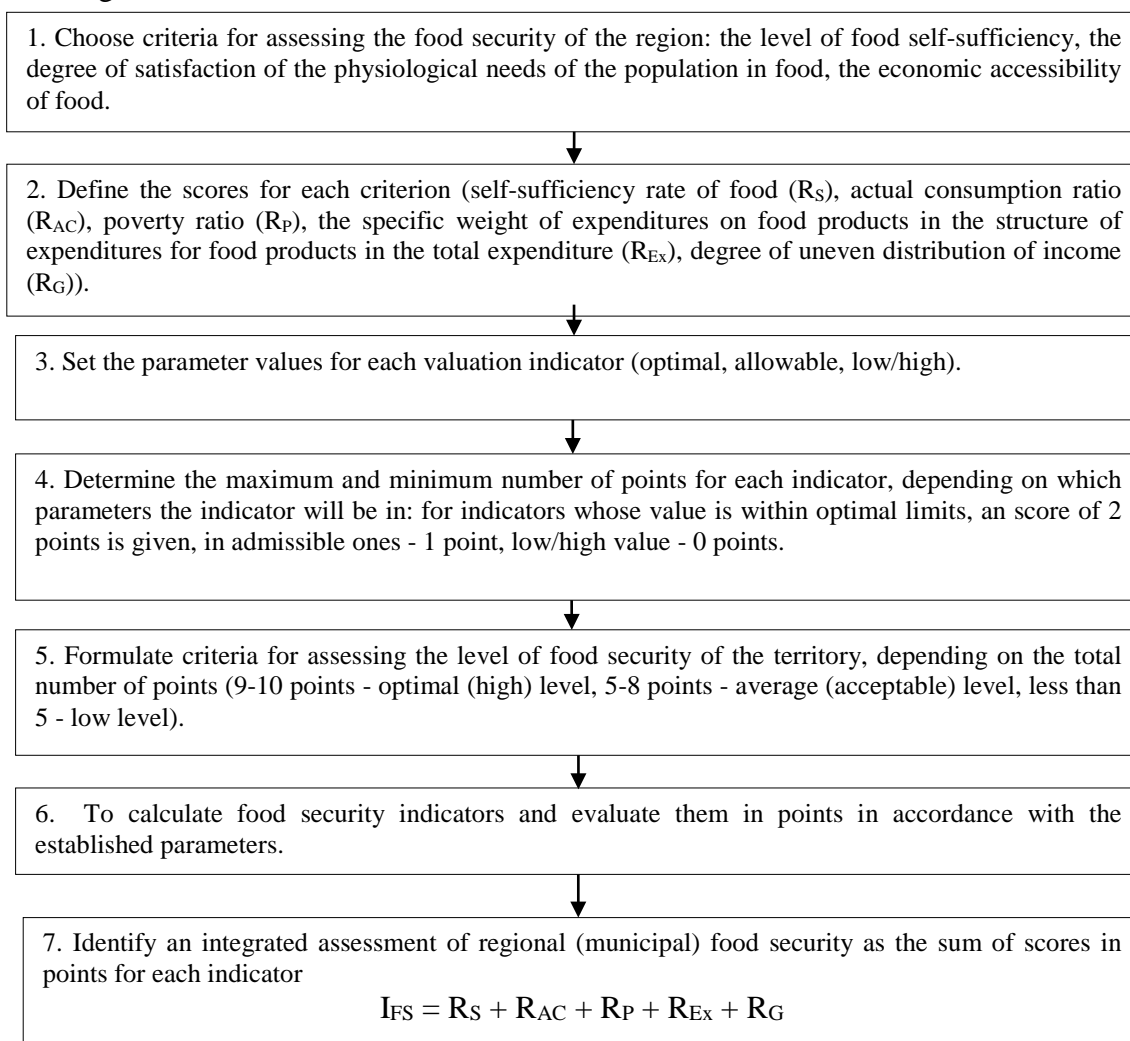 1. Choose criteria for assessing the food security of the region: the level of food self-sufficiency, the
degree of satisfaction of the physiological needs of the population in food, the economic accessibility
of food.
2. Define the scores for each criterion (self-sufficiency rate of food (RS), actual consumption ratio
(RAC), poverty ratio (RP), the specific weight of expenditures on food products in the structure of
expenditures for food products in the total expenditure (REx), degree of uneven distribution of income
(RG)).
3. Set the parameter values for each valuation indicator (optimal, allowable, low/high).
4. Determine the maximum and minimum number of points for each indicator, depending on which
parameters the indicator will be in: for indicators whose value is within optimal limits, an score of 2
points is given, in admissible ones - 1 point, low/high value - 0 points.
5. Formulate criteria for assessing the level of food security of the territory, depending on the total
number of points (9-10 points - optimal (high) level, 5-8 points - average (acceptable) level, less than
5 - low level).
6. To calculate food security indicators and evaluate them in points in accordance with the
established parameters.
7. Identify an integrated assessment of regional (municipal) food security as the sum of scores in
points for each indicator
IFS = RS + RAC + RP + REx + RG